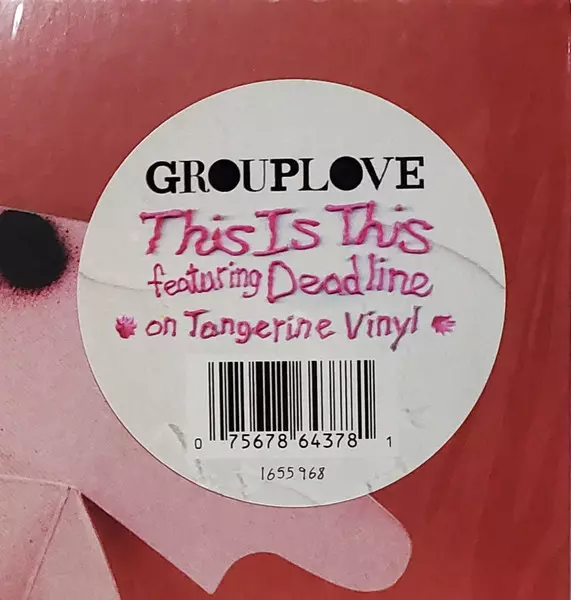 GROUPLOVE
This Is This
featuring Deadline
on Tangerine Vinyl
0 75678 64378 1
1655968